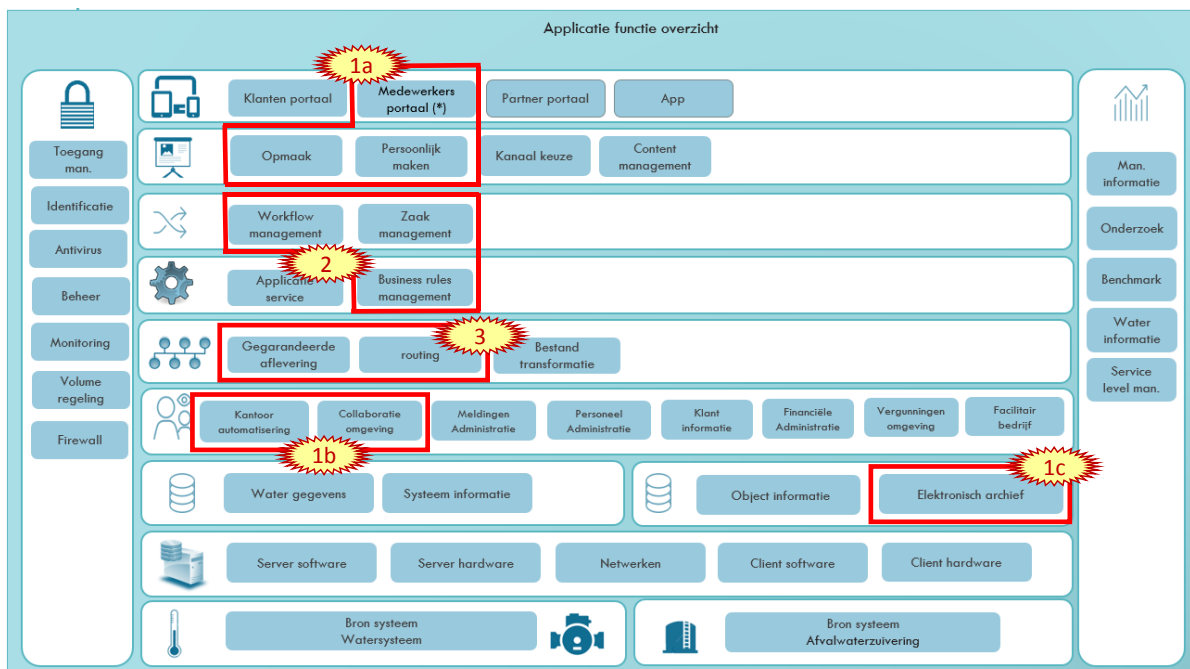 Applicatie functie overzicht
Toegang
man.
Identificatie
Antivirus
Beheer
Monitoring
Volume
regeling
Firewall
1a
Klanten portaal
Medewerkers
portaal (*)
Partner portaal
App
Opmaak
Persoonlijk
maken
Kanaal keuze
Content
management
Workflow
management
Zaak
management
2
Applicatie
service
Business rules
management
3
Gegarandeerde
aflevering
routing
Bestand
transformatie
Kantoor
automatisering
Collaboratie
omgeving
Meldingen
Administratie
Personeel
Administratie
Klant
informatie
Financiële
Administratie
Vergunningen
omgeving
Facilitair
bedrijf
1b
1c
Water gegevens
Systeem informatie
Object informatie
Elektronisch archief
Server software
Server hardware
Netwerken
Client software
Client hardware
Bron systeem
Watersysteem
Bron systeem
Afvalwaterzuivering
Man.
informatie
Onderzoek
Benchmark
Water
informatie
Service
level man.